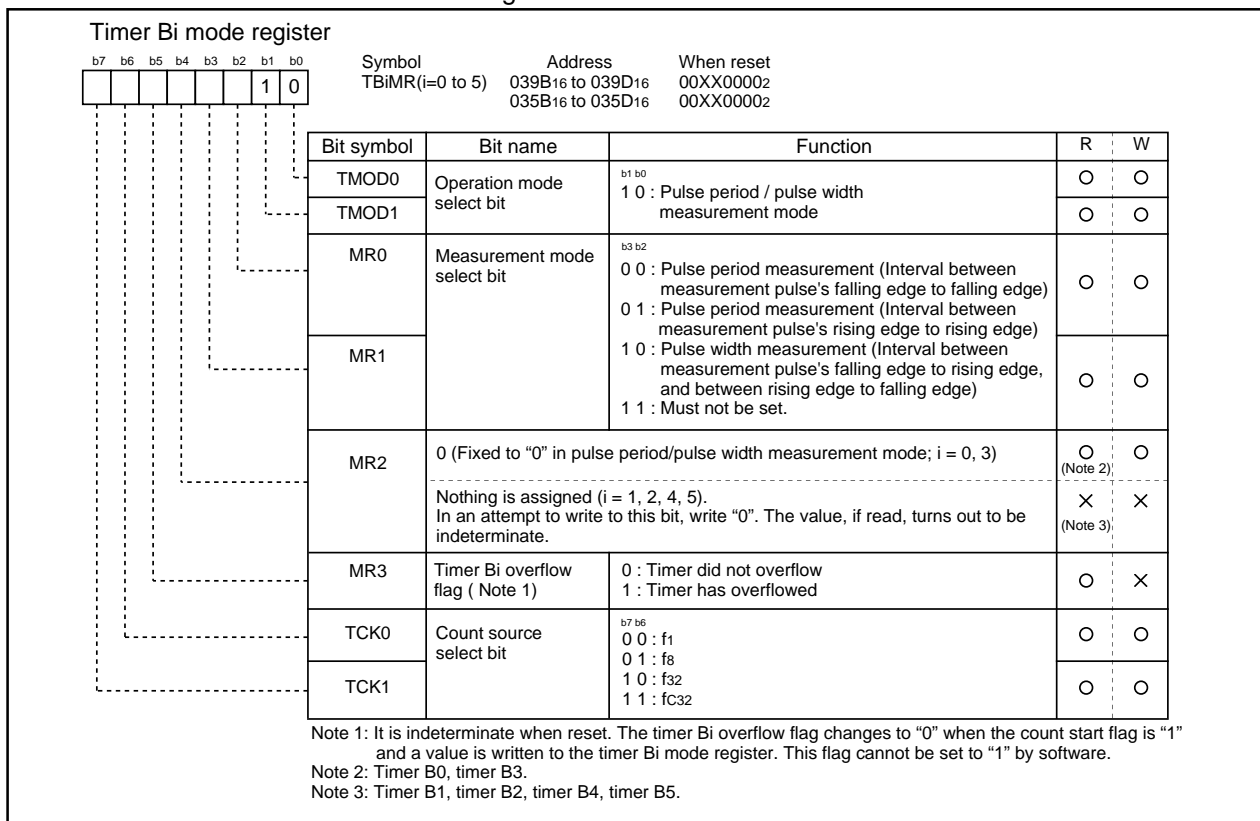 Timer Bi mode register
b7 b6 b5 b4 b3 b2 b1 b0
1 0
Symbol Address When reset
TBiMR(i=0 to 5) 039B16 to 039D16 00XX00002
035B16 to 035D16 00XX00002
Bit symbol Bit name Function R W
TMOD0
TMOD1
Operation mode
select bit
b1 b0
1 0 : Pulse period / pulse width
measurement mode
MR0
MR1
Measurement mode
select bit
b3 b2
0 0 : Pulse period measurement (Interval between
measurement pulse's falling edge to falling edge)
0 1 : Pulse period measurement (Interval between
measurement pulse's rising edge to rising edge)
1 0 : Pulse width measurement (Interval between
measurement pulse's falling edge to rising edge,
and between rising edge to falling edge)
1 1 : Must not be set.
MR2
0 (Fixed to “0” in pulse period/pulse width measurement mode; i = 0, 3)
(Note 2)
Nothing is assigned (i = 1, 2, 4, 5).
In an attempt to write to this bit, write “0”. The value, if read, turns out to be
indeterminate.
(Note 3)
MR3
Timer Bi overflow
flag ( Note 1)
0 : Timer did not overflow
1 : Timer has overflowed
TCK0
TCK1
Count source
select bit
b7 b6
0 0 : f1
0 1 : f8
1 0 : f32
1 1 : fC32
Note 1: It is indeterminate when reset. The timer Bi overflow flag changes to “0” when the count start flag is “1”
and a value is written to the timer Bi mode register. This flag cannot be set to “1” by software.
Note 2: Timer B0, timer B3.
Note 3: Timer B1, timer B2, timer B4, timer B5.